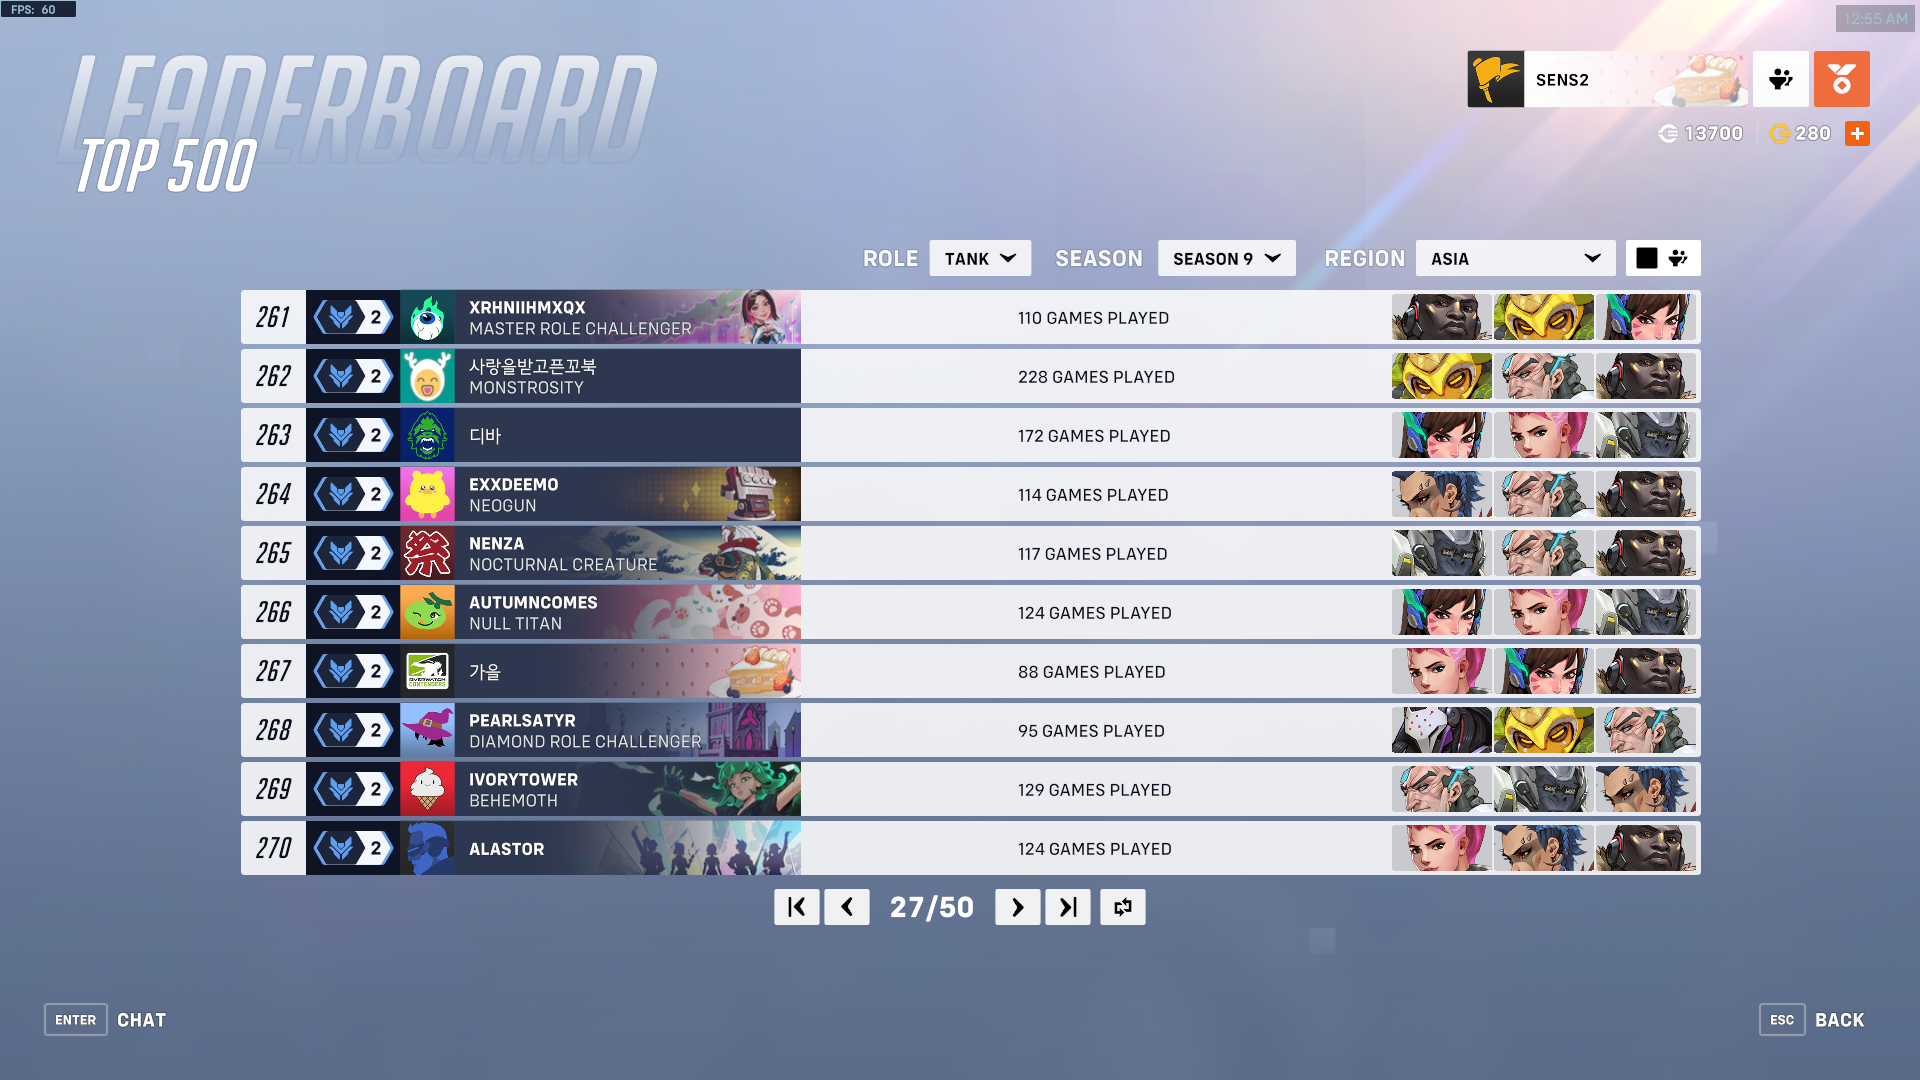 FPS: 60
12:55 AM
LEADERBOARD
TOP 500
SENS2
13700
280
ROLE TANK SEASON SEASON 9 REGION ASIA
261 2 XRHNIIHMXQX 110 GAMES PLAYED
MASTER ROLE CHALLENGER
262 2 사랑을받고픈꼬북 228 GAMES PLAYED
MONSTROSITY
263 2 디바 172 GAMES PLAYED
264 2 EXXDEEMO 114 GAMES PLAYED
NEOGUN
265 2 祭 NENZA 117 GAMES PLAYED
NOCTURNAL CREATURE
266 2 AUTUMNCOMES 124 GAMES PLAYED
NULL TITAN
267 2 OVERWATCH CONTENDERS 가을 88 GAMES PLAYED
268 2 PEARLSATYR 95 GAMES PLAYED
DIAMOND ROLE CHALLENGER
269 2 IVORYTOWER 129 GAMES PLAYED
BEHEMOTH
270 2 ALASTOR 124 GAMES PLAYED
27/50
ENTER CHAT
ESC BACK